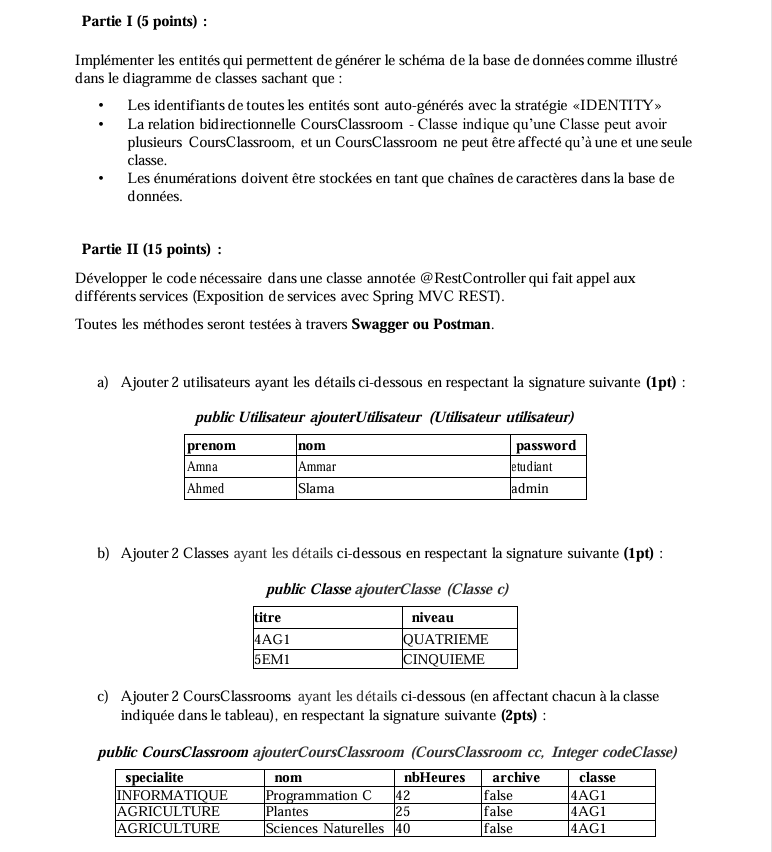 Partie I (5 points) :
Implémenter les entités qui permettent de générer le schéma de la base de données comme illustré
dans le diagramme de classes sachant que :
• Les identifiants de toutes les entités sont auto-générés avec la stratégie «IDENTITY»
• La relation bidirectionnelle CoursClassroom - Classe indique qu'une Classe peut avoir
plusieurs CoursClassroom, et un CoursClassroom ne peut être affecté qu'à une et une seule
classe.
• Les énumérations doivent être stockées en tant que chaînes de caractères dans la base de
données.
Partie II (15 points) :
Développer le code nécessaire dans une classe annotée @RestController qui fait appel aux
différents services (Exposition de services avec Spring MVC REST).
Toutes les méthodes seront testées à travers Swagger ou Postman.
a) Ajouter 2 utilisateurs ayant les détails ci-dessous en respectant la signature suivante (1pt) :
public Utilisateur ajouterUtilisateur (Utilisateur utilisateur)
prenom nom password
Amna Ammar etudiant
Ahmed Slama admin
b) Ajouter 2 Classes ayant les détails ci-dessous en respectant la signature suivante (1pt) :
public Classe ajouterClasse (Classe c)
titre niveau
4AG1 QUATRIEME
5EM1 CINQUIEME
c) Ajouter 2 CoursClassrooms ayant les détails ci-dessous (en affectant chacun à la classe
indiquée dans le tableau), en respectant la signature suivante (2pts) :
public CoursClassroom ajouterCoursClassroom (CoursClassroom cc, Integer codeClasse)
specialite nom nbHeures archive classe
INFORMATIQUE Programmation C 42 false 4AG1
AGRICULTURE Plantes 25 false 4AG1
AGRICULTURE Sciences Naturelles 40 false 4AG1